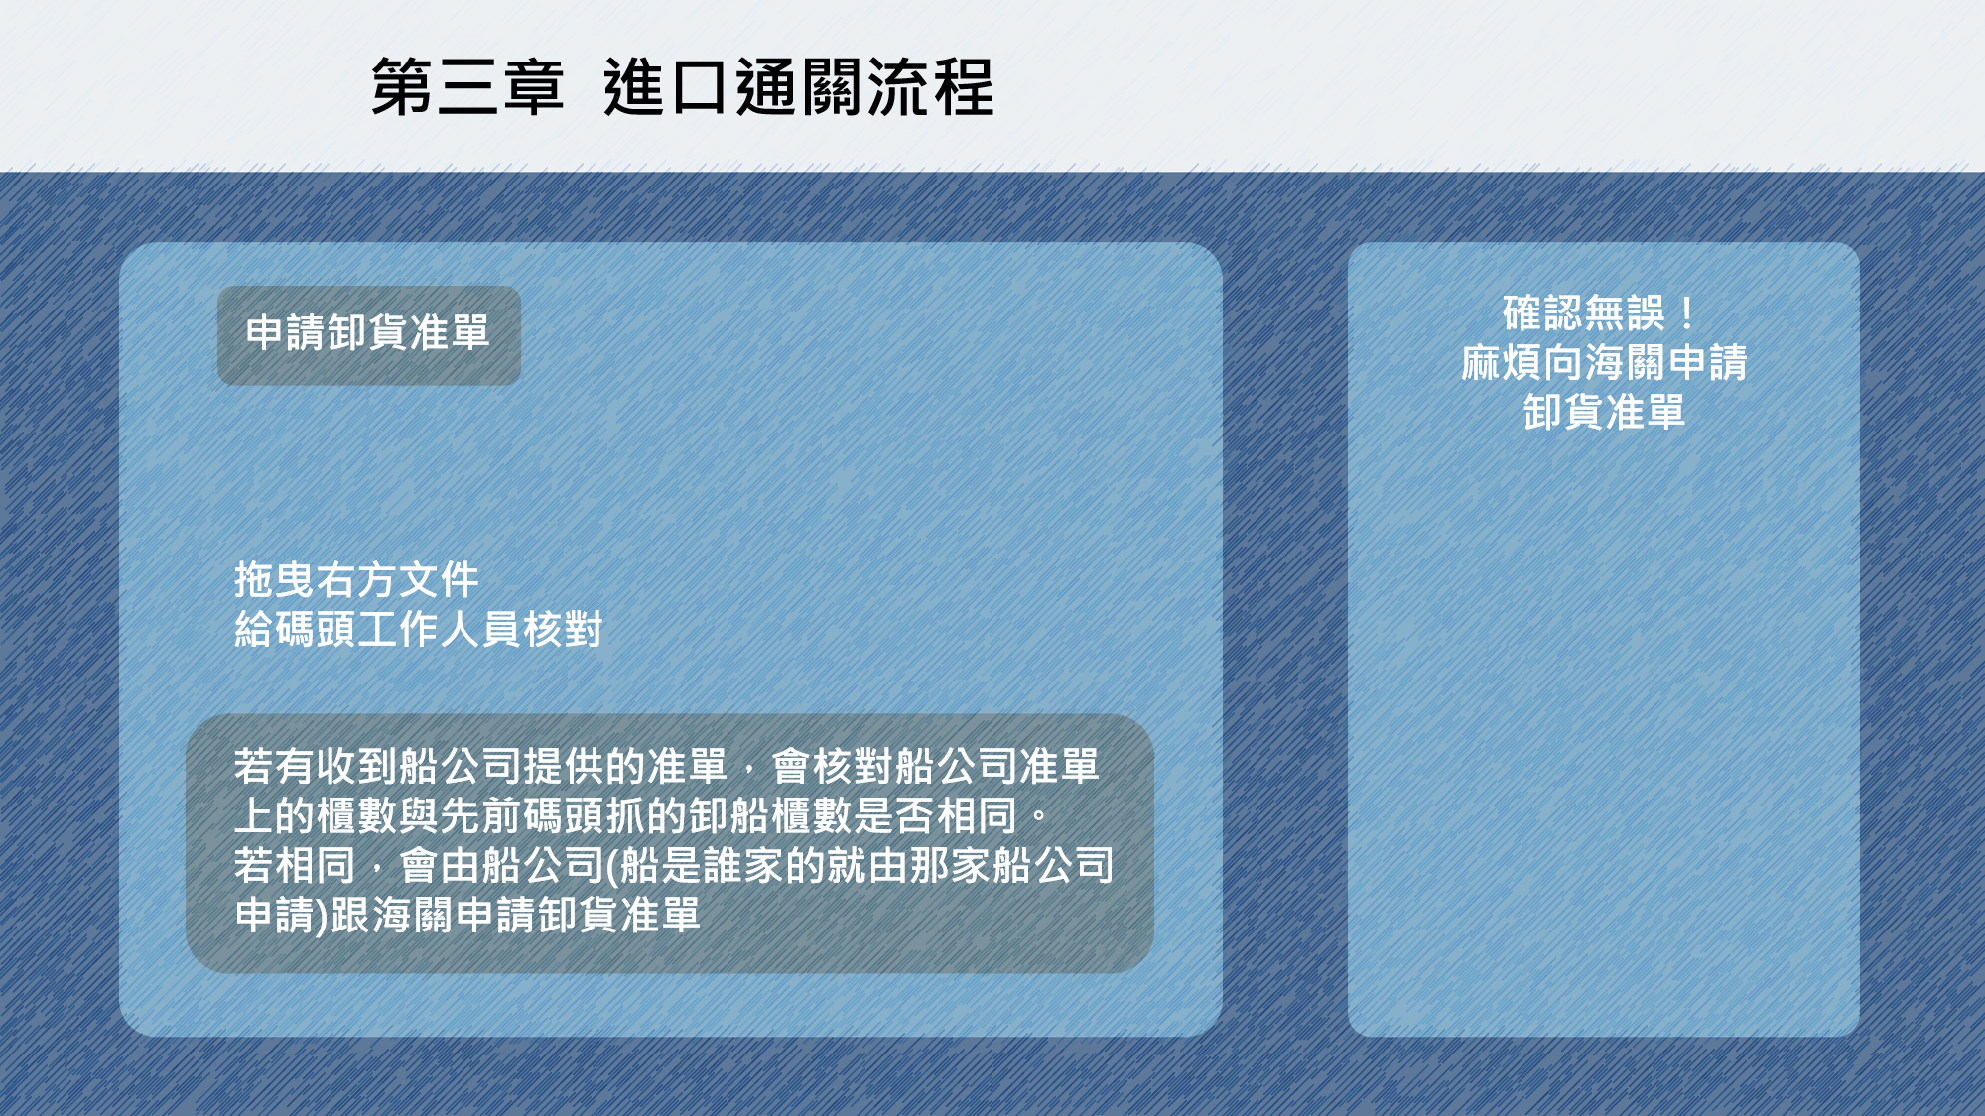 第三章 進口通關流程
申請卸貨准單
拖曳右方文件
給碼頭工作人員核對
若有收到船公司提供的准單，會核對船公司准單
上的櫃數與先前碼頭抓的卸船櫃數是否相同。
若相同，會由船公司(船是誰家的就由那家船公司
申請)跟海關申請卸貨准單
確認無誤！
麻煩向海關申請
卸貨准單